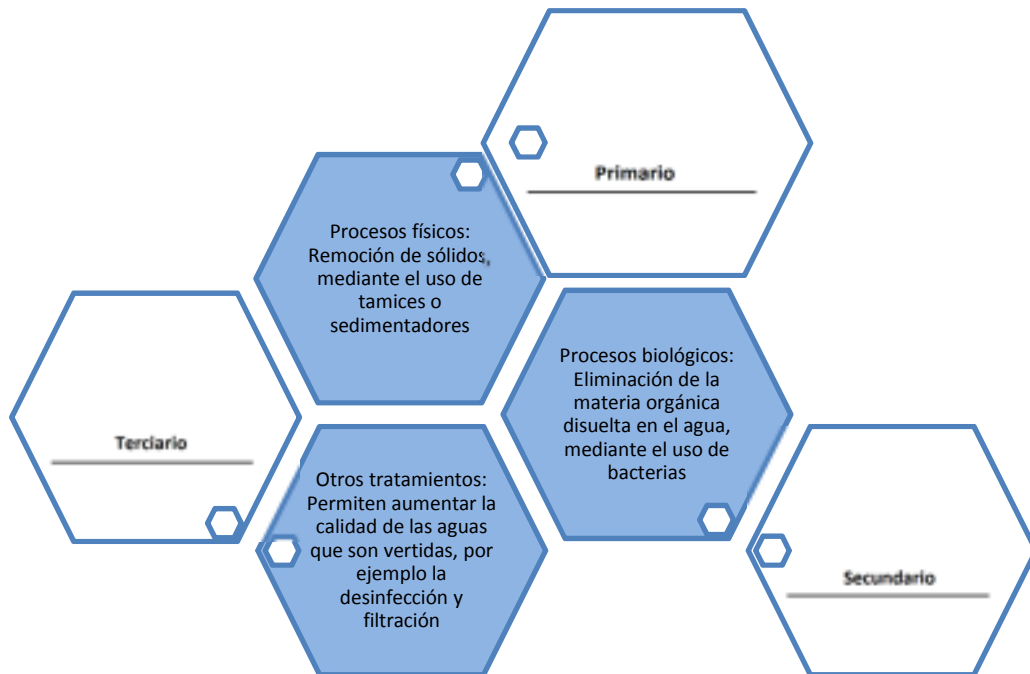 Primario
Procesos físicos:
Remoción de sólidos,
mediante el uso de
tamices o
sedimentadores
Procesos biológicos:
Eliminación de la
materia orgánica
disuelta en el agua,
mediante el uso de
bacterias
Terciario
Otros tratamientos:
Permiten aumentar la
calidad de las aguas
que son vertidas, por
ejemplo la
desinfección y
filtración
Secundario